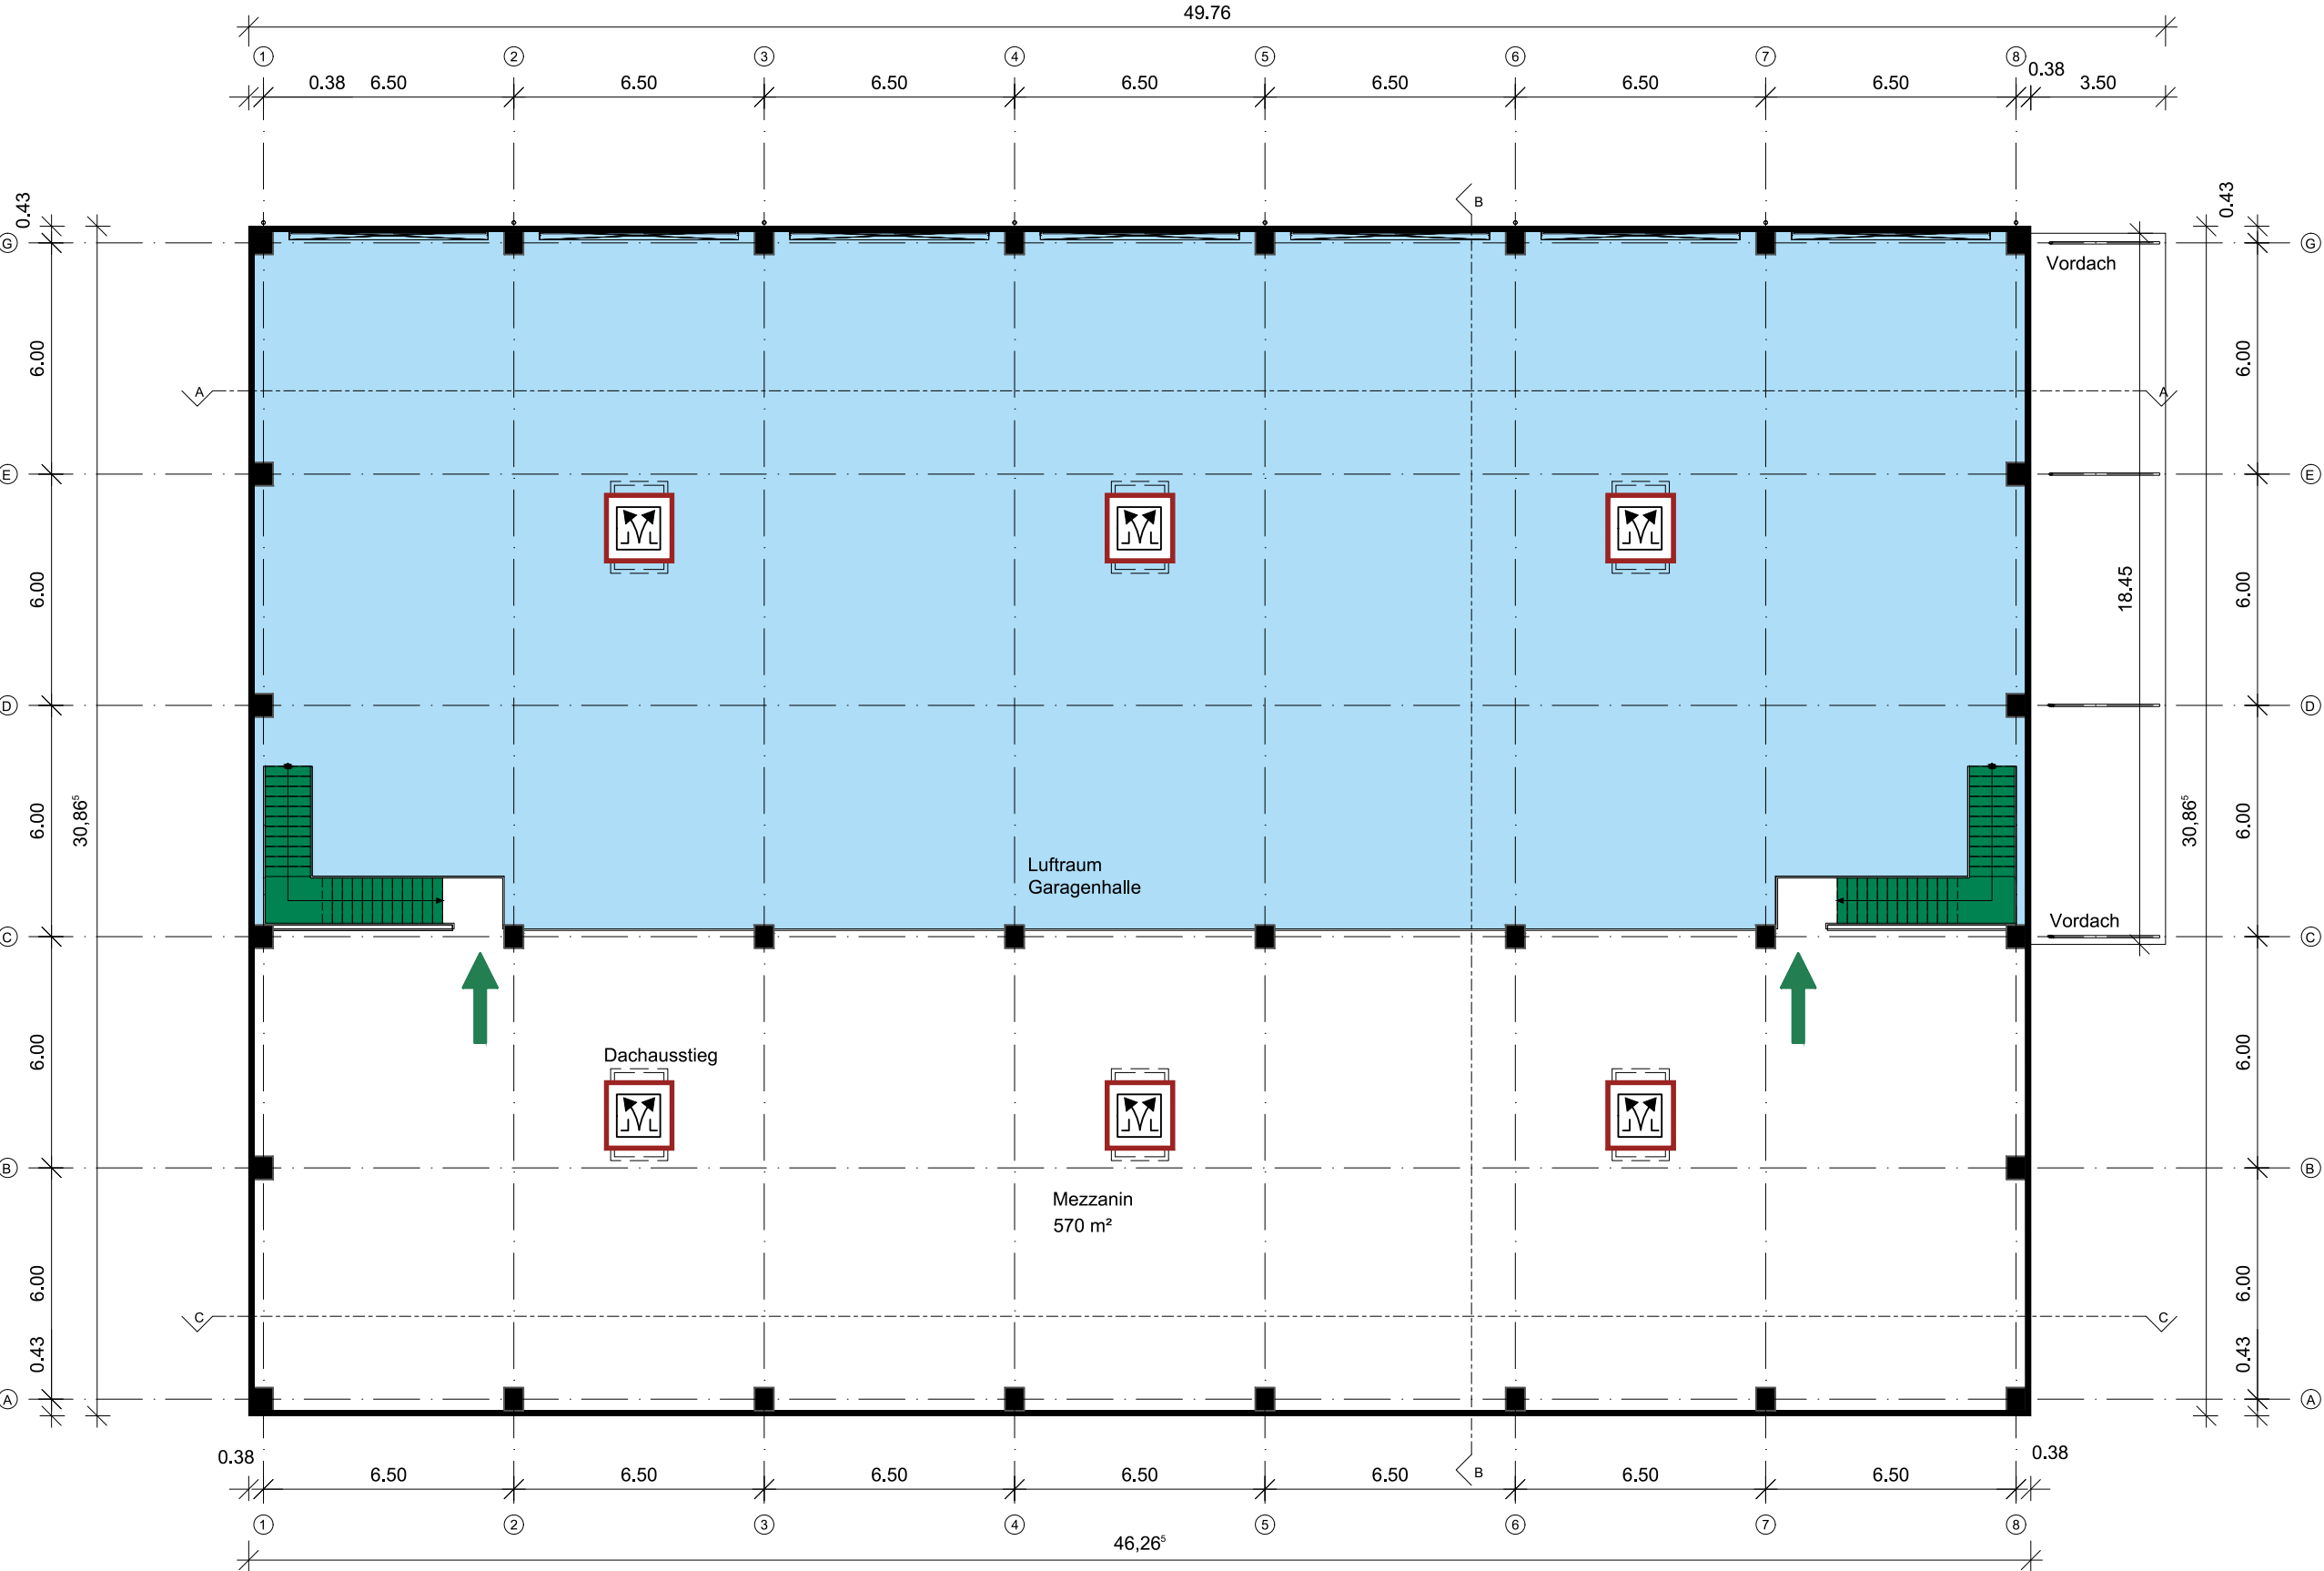 49.76
1 2 3 4 5 6 7 8
0.38 6.50 6.50 6.50 6.50 6.50 6.50 6.50 0.38 3.50
0.43 0.43
B
G G
Vordach
6.00 6.00
A A
E E
6.00 18.45 6.00
D D
6.00 30,86⁵ 30,86⁵ 6.00
Luftraum
Garagenhalle
Vordach
C C
6.00 6.00
Dachausstieg
B B
Mezzanin
570 m²
6.00 6.00
C C
0.43 0.43
A A
0.38 0.38
6.50 6.50 6.50 6.50 6.50 B 6.50 6.50
1 2 3 4 5 6 7 8
46,26⁵